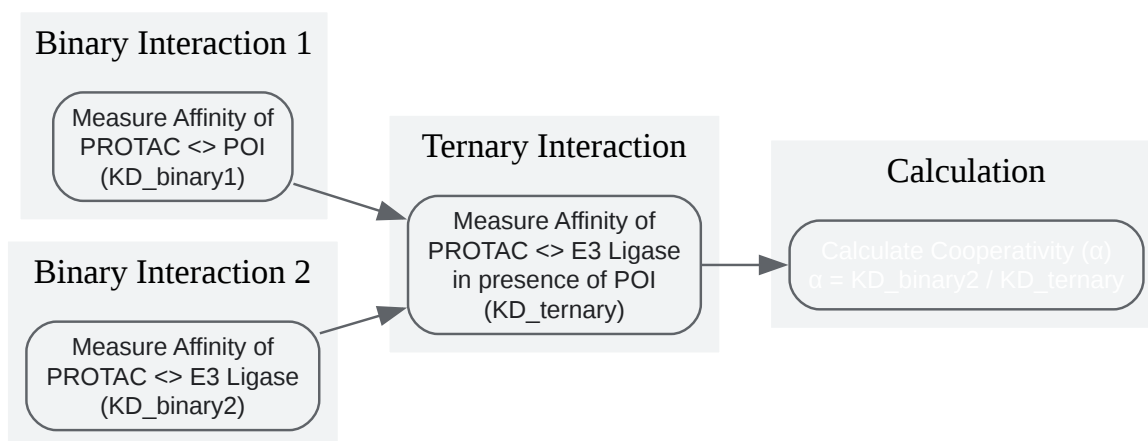 Binary Interaction 1
Measure Affinity of
PROTAC <> POI
(KD_binary1)
Binary Interaction 2
Measure Affinity of
PROTAC <> E3 Ligase
(KD_binary2)
Ternary Interaction
Measure Affinity of
PROTAC <> E3 Ligase
in presence of POI
(KD_ternary)
Calculation
Calculate Cooperativity (α)
α = KD_binary2 / KD_ternary